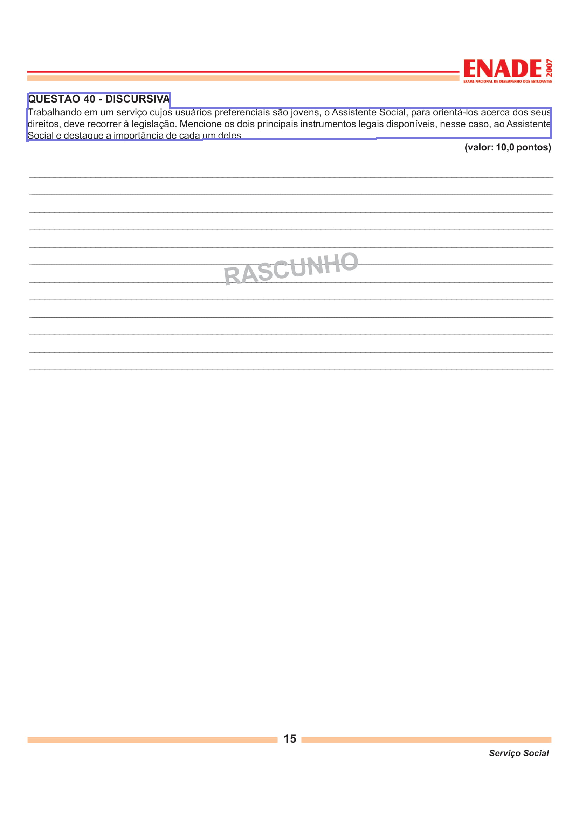 ENADE 2007
EXAME NACIONAL DE DESEMPENHO DOS ESTUDANTES
QUESTÃO 40 - DISCURSIVA
Trabalhando em um serviço cujos usuários preferenciais são jovens, o Assistente Social, para orientá-los acerca dos seus
direitos, deve recorrer à legislação. Mencione os dois principais instrumentos legais disponíveis, nesse caso, ao Assistente
Social e destaque a importância de cada um deles.
(valor: 10,0 pontos)
RASCUNHO
15
Serviço Social